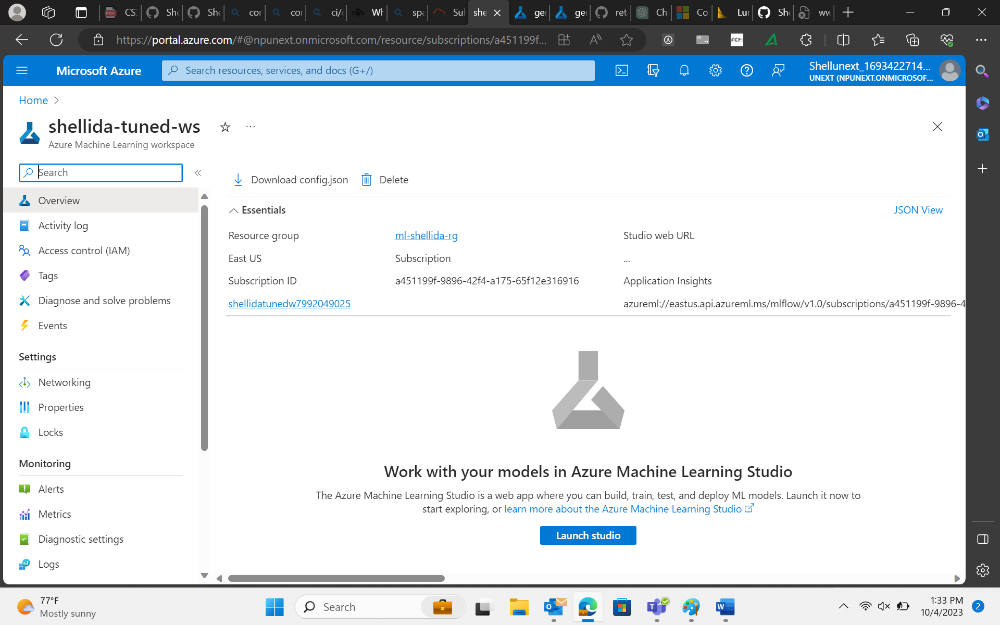 CS:
She
She
cor
cor
ci/
Wh
spa
Sul
she
ger
ger
ret
Ch
Co
Lur
She
ww
https://portal.azure.com/#@npunext.onmicrosoft.com/resource/subscriptions/a451199f...
FCM
Microsoft Azure
Search resources, services, and docs (G+/)
Shellunext_1693422714...
UNEXT (NPUNEXT.ONMICROSOF...
Home
shellida-tuned-ws
Azure Machine Learning workspace
Search
Download config.json
Delete
Overview
Activity log
Access control (IAM)
Tags
Diagnose and solve problems
Events
Settings
Networking
Properties
Locks
Monitoring
Alerts
Metrics
Diagnostic settings
Logs
Essentials
JSON View
Resource group
ml-shellida-rg
Studio web URL
East US
Subscription
...
Subscription ID
a451199f-9896-42f4-a175-65f12e316916
Application Insights
shellidatunedw7992049025
azureml://eastus.api.azureml.ms/mlflow/v1.0/subscriptions/a451199f-9896-4
Work with your models in Azure Machine Learning Studio
The Azure Machine Learning Studio is a web app where you can build, train, test, and deploy ML models. Launch it now to
start exploring, or learn more about the Azure Machine Learning Studio
Launch studio
77°F
Mostly sunny
Search
1:33 PM
10/4/2023
2